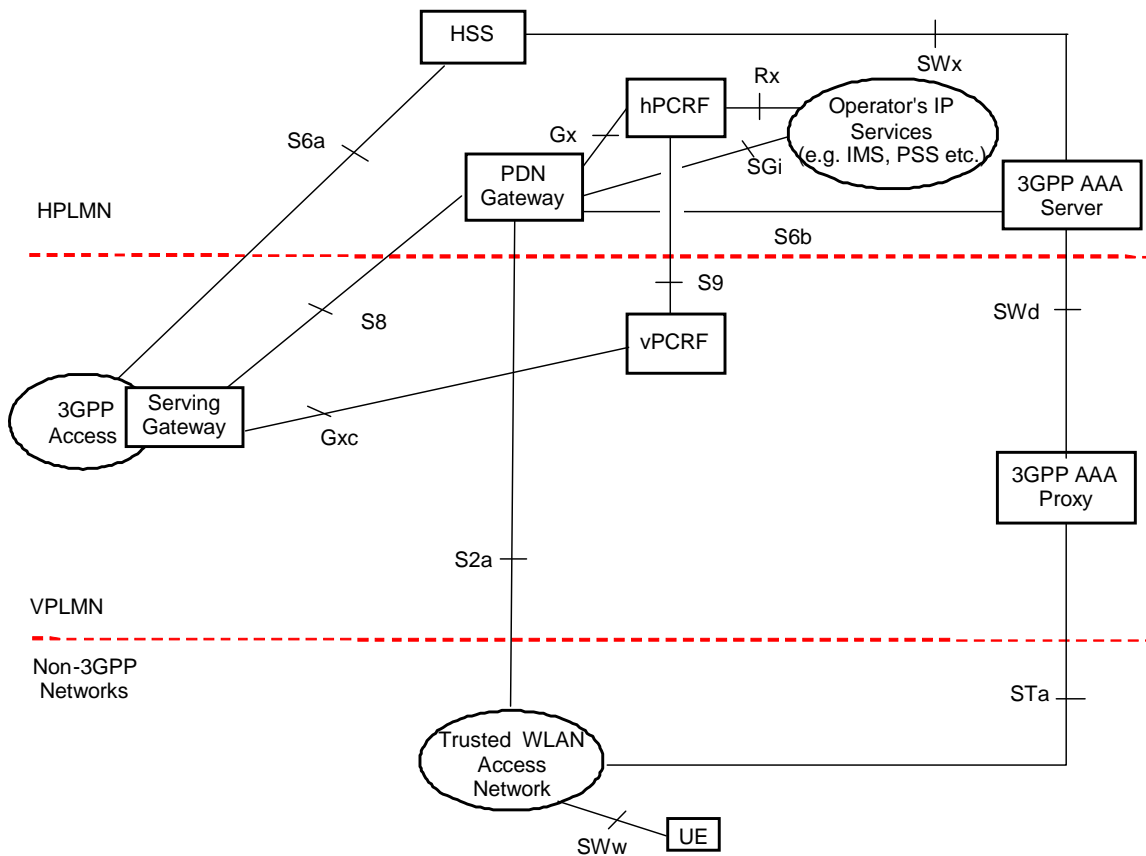 HSS
SWx
Rx
hPCRF
Operator's IP
Services
(e.g. IMS, PSS etc.)
Gx
S6a
SGi
PDN
Gateway
3GPP AAA
Server
HPLMN
S6b
S9
S8
SWd
vPCRF
3GPP
Access
Serving
Gateway
Gxc
3GPP AAA
Proxy
S2a
VPLMN
Non-3GPP
Networks
STa
Trusted WLAN
Access
Network
SWw
UE